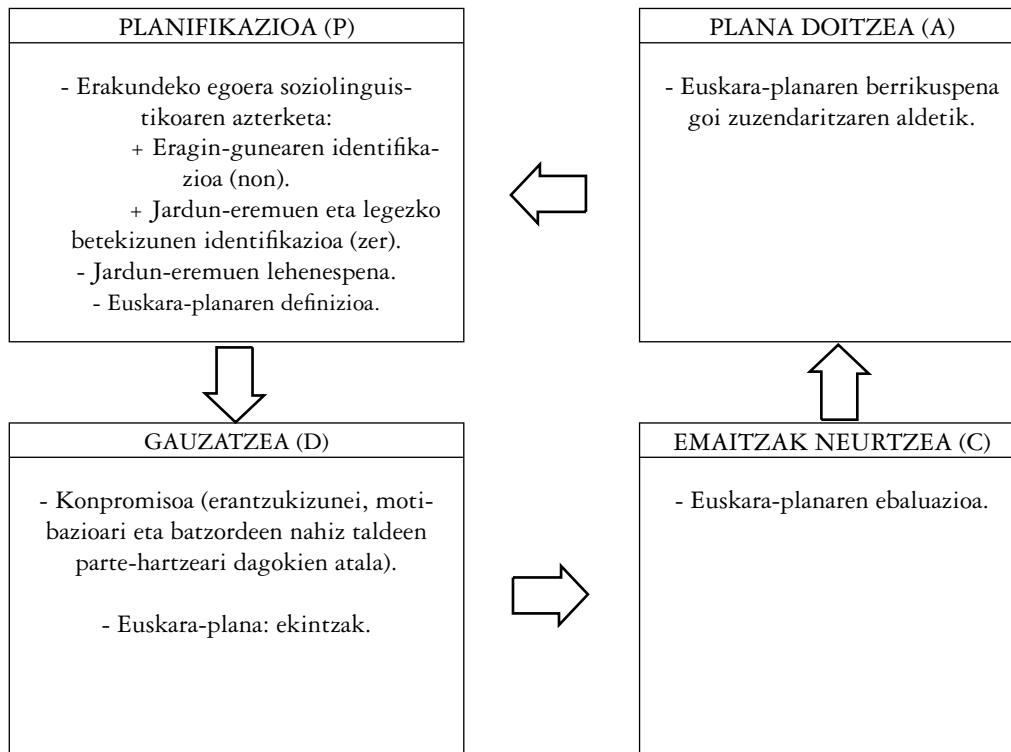 PLANIFIKAZIOA (P)
- Erakundeko egoera soziolinguis-
tikoaren azterketa:
+ Eragin-gunearen identifika-
zioa (non).
+ Jardun-eremuen eta legezko
betekizunen identifikazioa (zer).
- Jardun-eremuen lehenespena.
- Euskara-planaren definizioa.
PLANA DOITZEA (A)
- Euskara-planaren berrikuspena
goi zuzendaritzaren aldetik.
GAUZATZEA (D)
- Konpromisoa (erantzukizunei, moti-
bazioari eta batzordeen nahiz taldeen
parte-hartzeari dagokien atala).
- Euskara-plana: ekintzak.
EMAITZAK NEURTZEA (C)
- Euskara-planaren ebaluazioa.